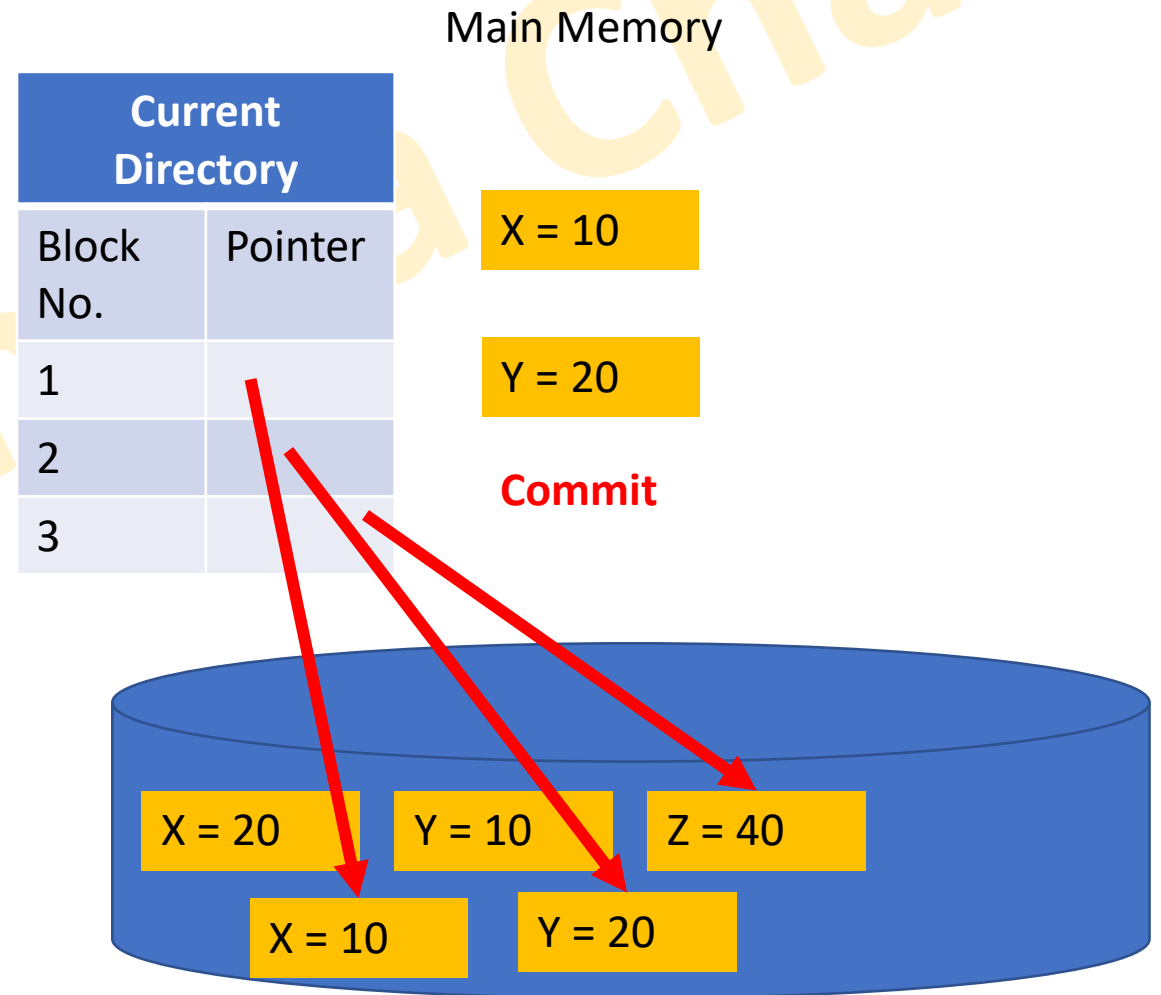 Main Memory
Current
Directory
Block
No.
Pointer
1
2
3
X = 10
Y = 20
Commit
X = 20
Y = 10
Z = 40
X = 10
Y = 20